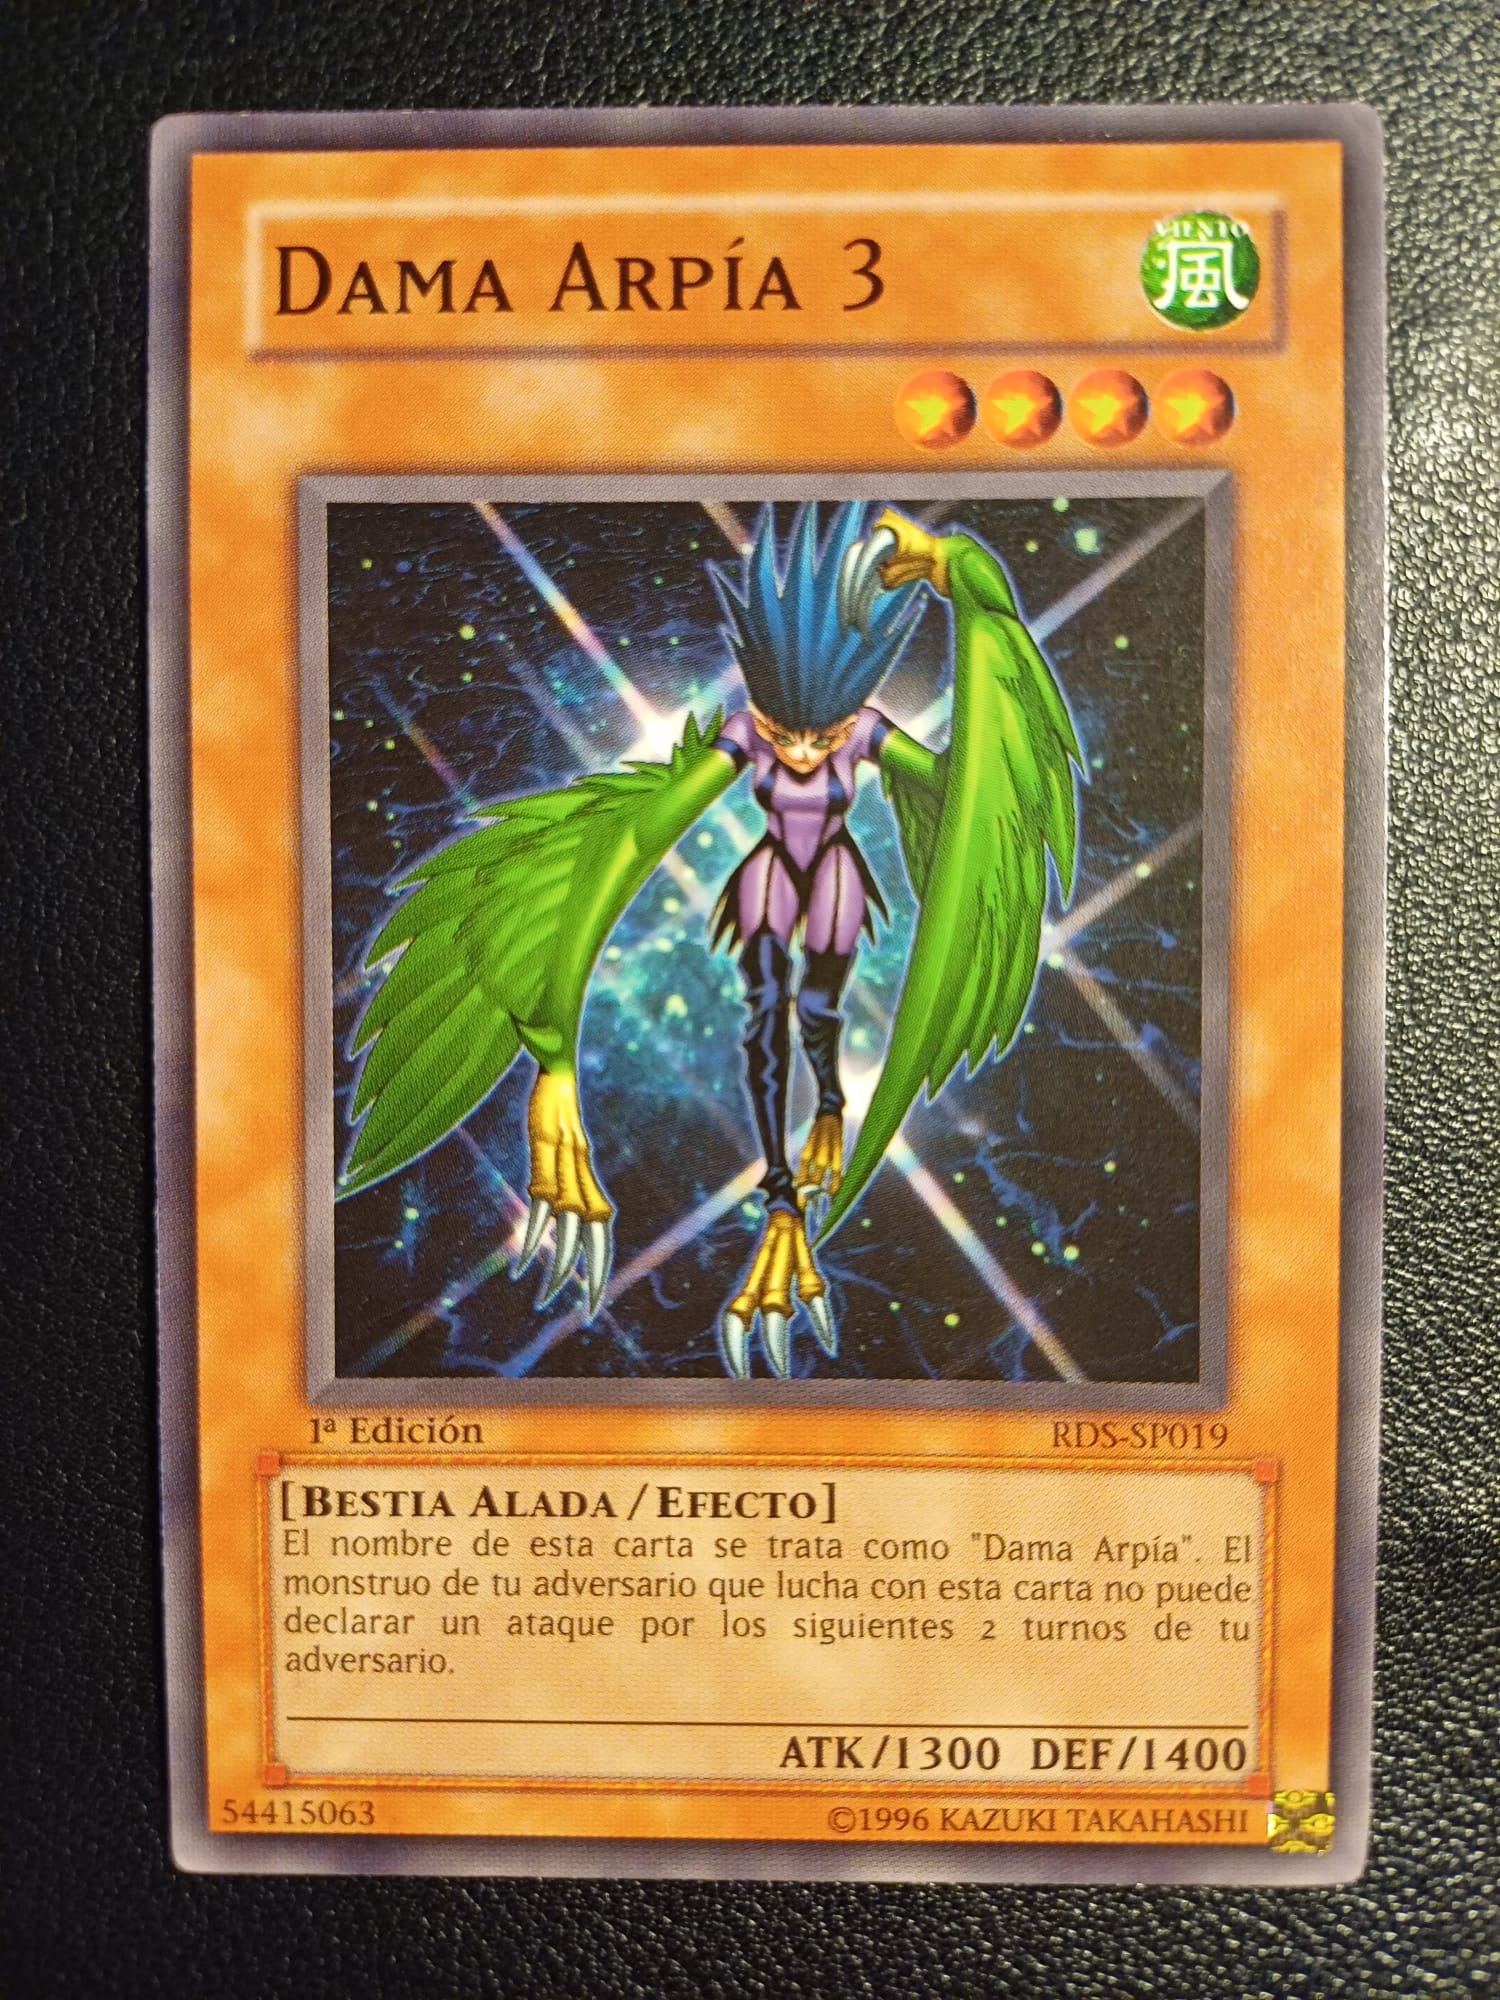 DAMA ARPÍA 3
VIENTO
風
1ª Edición
RDS-SP019
[BESTIA ALADA/EFECTO]
El nombre de esta carta se trata como "Dama Arpía". El
monstruo de tu adversario que lucha con esta carta no puede
declarar un ataque por los siguientes 2 turnos de tu
adversario.
ATK/1300 DEF/1400
54415063
©1996 KAZUKI TAKAHASHI